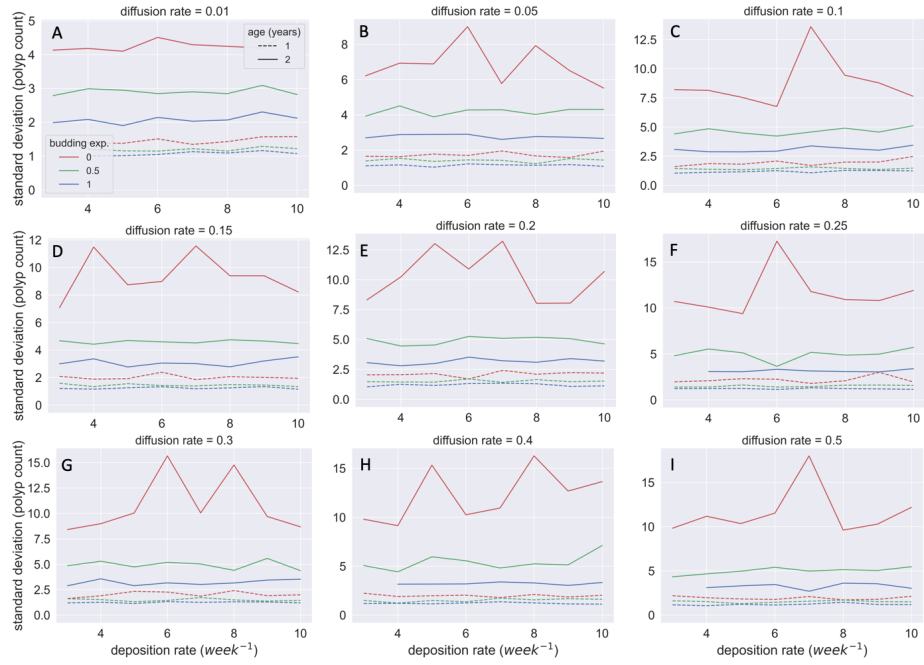 diffusion rate = 0.01
diffusion rate = 0.05
diffusion rate = 0.1
standard deviation (polyp count)
A
B
C
age (years)
1
2
budding exp.
0
0.5
1
5
4
3
2
1
0
4 6 8 10
8
6
4
2
0
4 6 8 10
12.5
10.0
7.5
5.0
2.5
0.0
4 6 8 10
diffusion rate = 0.15
diffusion rate = 0.2
diffusion rate = 0.25
standard deviation (polyp count)
D
E
F
12
10
8
6
4
2
0
4 6 8 10
12.5
10.0
7.5
5.0
2.5
0.0
4 6 8 10
15
10
5
0
4 6 8 10
diffusion rate = 0.3
diffusion rate = 0.4
diffusion rate = 0.5
standard deviation (polyp count)
G
H
I
15.0
12.5
10.0
7.5
5.0
2.5
0.0
4 6 8 10
15
10
5
0
4 6 8 10
15
10
5
0
4 6 8 10
deposition rate (week⁻¹)
deposition rate (week⁻¹)
deposition rate (week⁻¹)